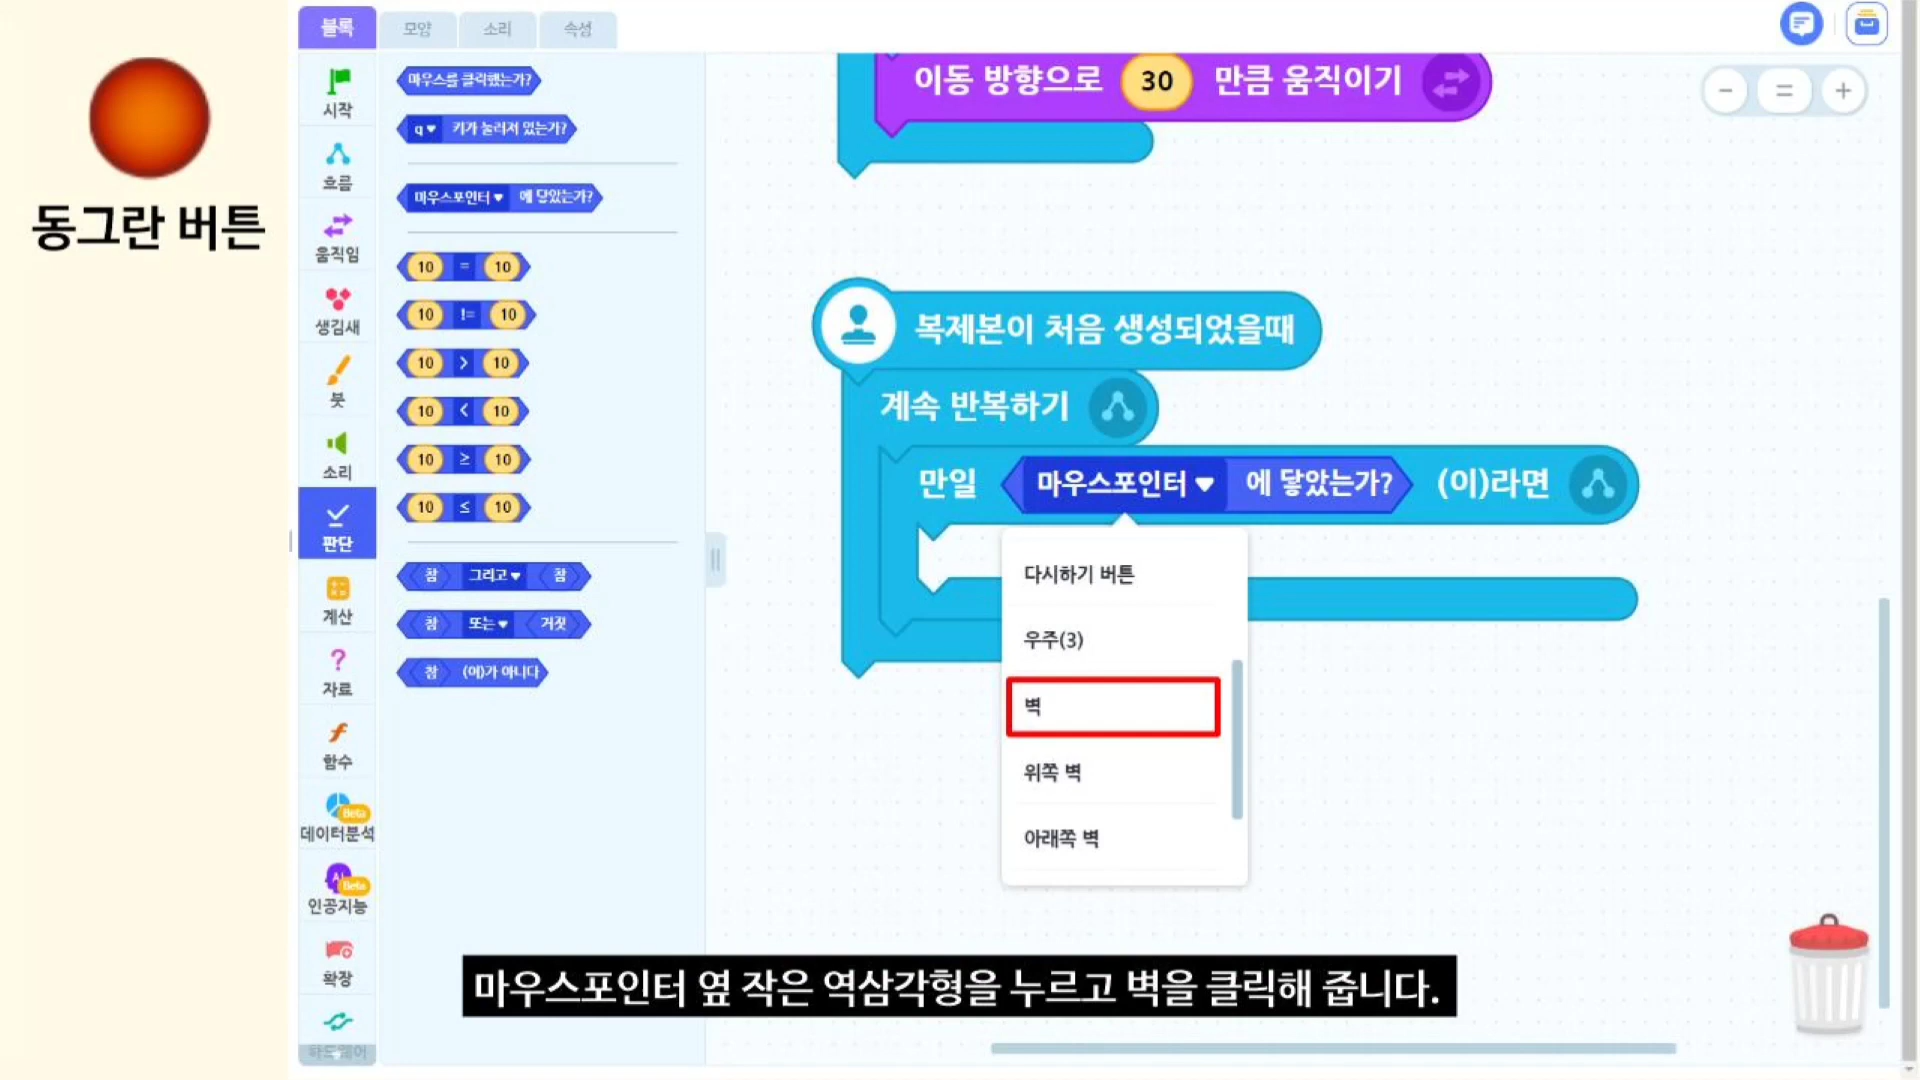 블록 모양 소리 속성
동그란 버튼
시작
흐름
움직임
생김새
붓
소리
판단
계산
? 자료
함수
Beta
데이터분석
AI Beta
인공지능
확장
하드웨어
마우스를 클릭했는가?
q▼ 키가 눌러져 있는가?
마우스포인터▼ 에 닿았는가?
10 = 10
10 != 10
10 > 10
10 < 10
10 ≥ 10
10 ≤ 10
참 그리고▼ 참
참 또는▼ 거짓
참 (이)가 아니다
이동 방향으로 30 만큼 움직이기
복제본이 처음 생성되었을때
계속 반복하기
만일 마우스포인터▼ 에 닿았는가? (이)라면
다시하기 버튼
우주(3)
벽
위쪽 벽
아래쪽 벽
마우스포인터 옆 작은 역삼각형을 누르고 벽을 클릭해 줍니다.